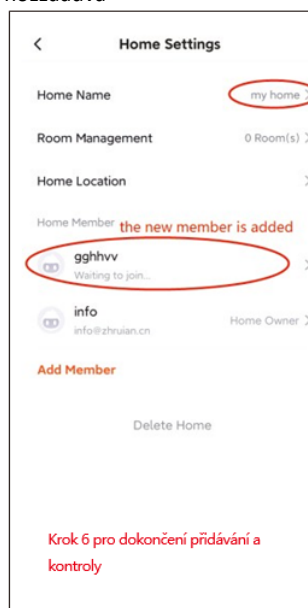 Home Settings
Home Name my home
Room Management 0 Room(s)
Home Location
Home Member the new member is added
gghhvv
Waiting to join...
info
info@zhruian.cn Home Owner
Add Member
Delete Home
Krok 6 pro dokončení přidávání a
kontroly